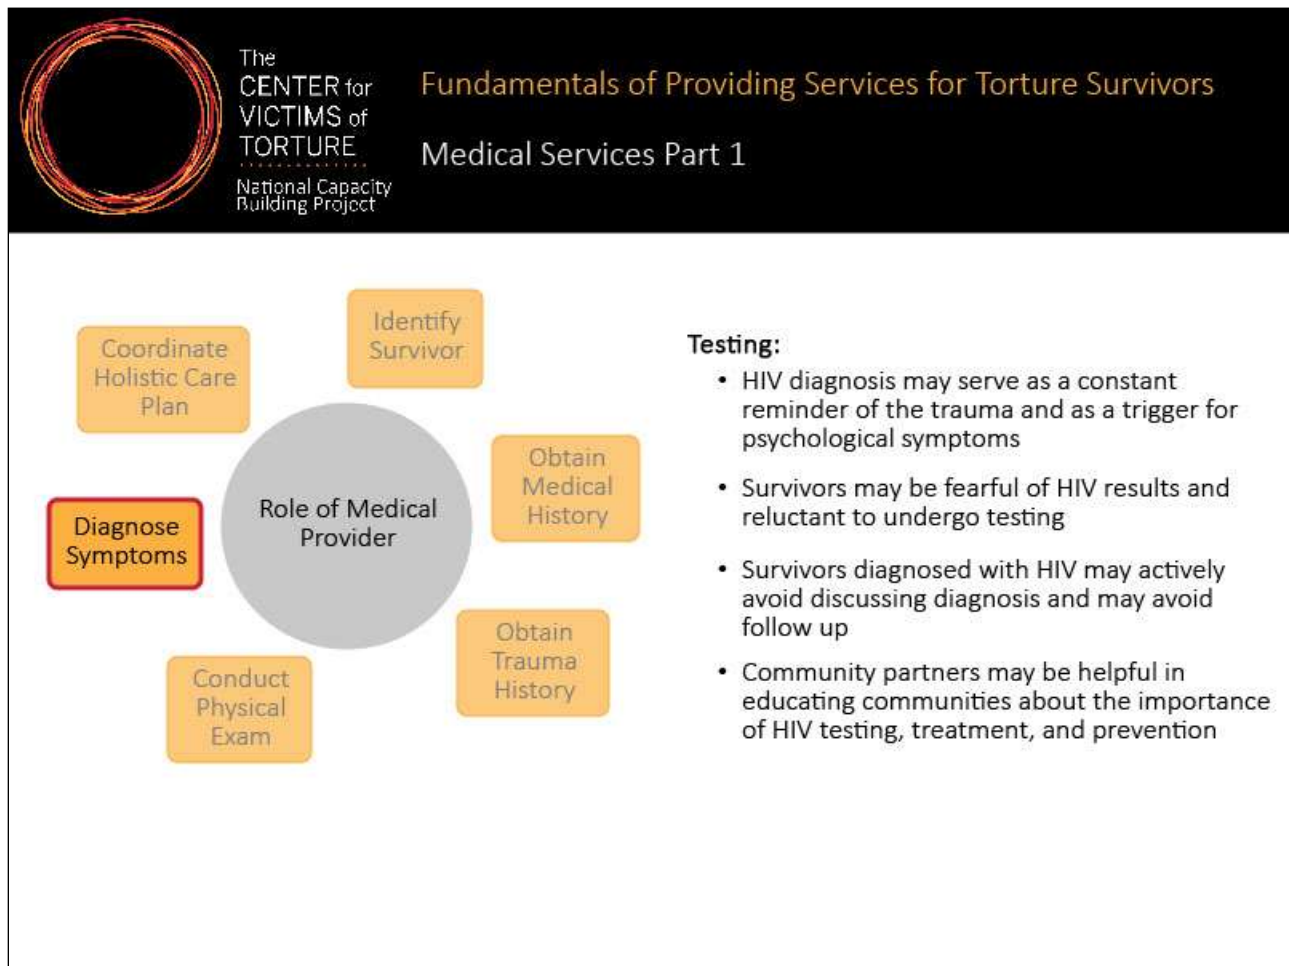 The
CENTER for
VICTIMS of
TORTURE
National Capacity
Building Project
Fundamentals of Providing Services for Torture Survivors
Medical Services Part 1
Identify
Survivor
Coordinate
Holistic Care
Plan
Obtain
Medical
History
Role of Medical
Provider
Diagnose
Symptoms
Obtain
Trauma
History
Conduct
Physical
Exam
Testing:
• HIV diagnosis may serve as a constant
reminder of the trauma and as a trigger for
psychological symptoms
• Survivors may be fearful of HIV results and
reluctant to undergo testing
• Survivors diagnosed with HIV may actively
avoid discussing diagnosis and may avoid
follow up
• Community partners may be helpful in
educating communities about the importance
of HIV testing, treatment, and prevention